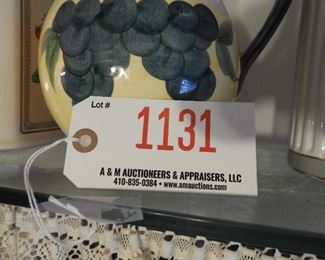 Lot #
1131
A & M AUCTIONEERS & APPRAISERS, LLC
410-835-0384 • www.amauctions.com